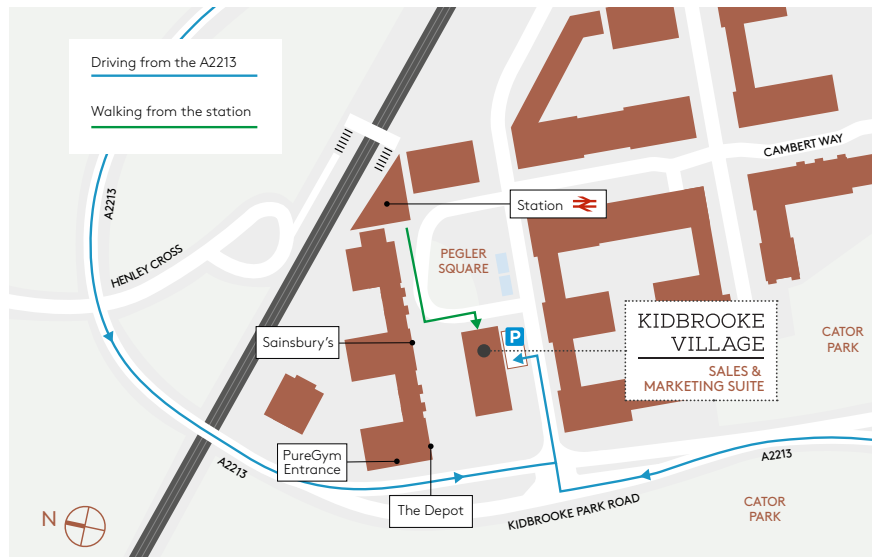 Driving from the A2213
Walking from the station
CAMBERT WAY
A2213
Station
HENLEY CROSS
PEGLER
SQUARE
KIDBROOKE
VILLAGE
SALES &
MARKETING SUITE
P
Sainsbury's
CATOR
PARK
PureGym
Entrance
A2213
A2213
The Depot
KIDBROOKE PARK ROAD
CATOR
PARK
N